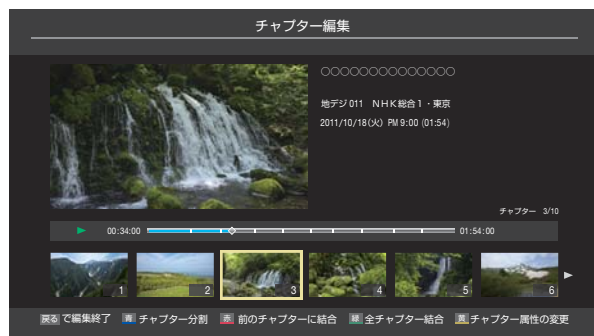 チャプター編集
○○○○○○○○○○○○○○
地デジ 011 ＮＨＫ総合１・東京
2011/10/18(火) PM 9:00 (01:54)
チャプター 3/10
00:34:00 01:54:00
1 2 3 4 5 6
戻る で編集終了 青 チャプター分割 赤 前のチャプターに結合 緑 全チャプター結合 黄 チャプター属性の変更